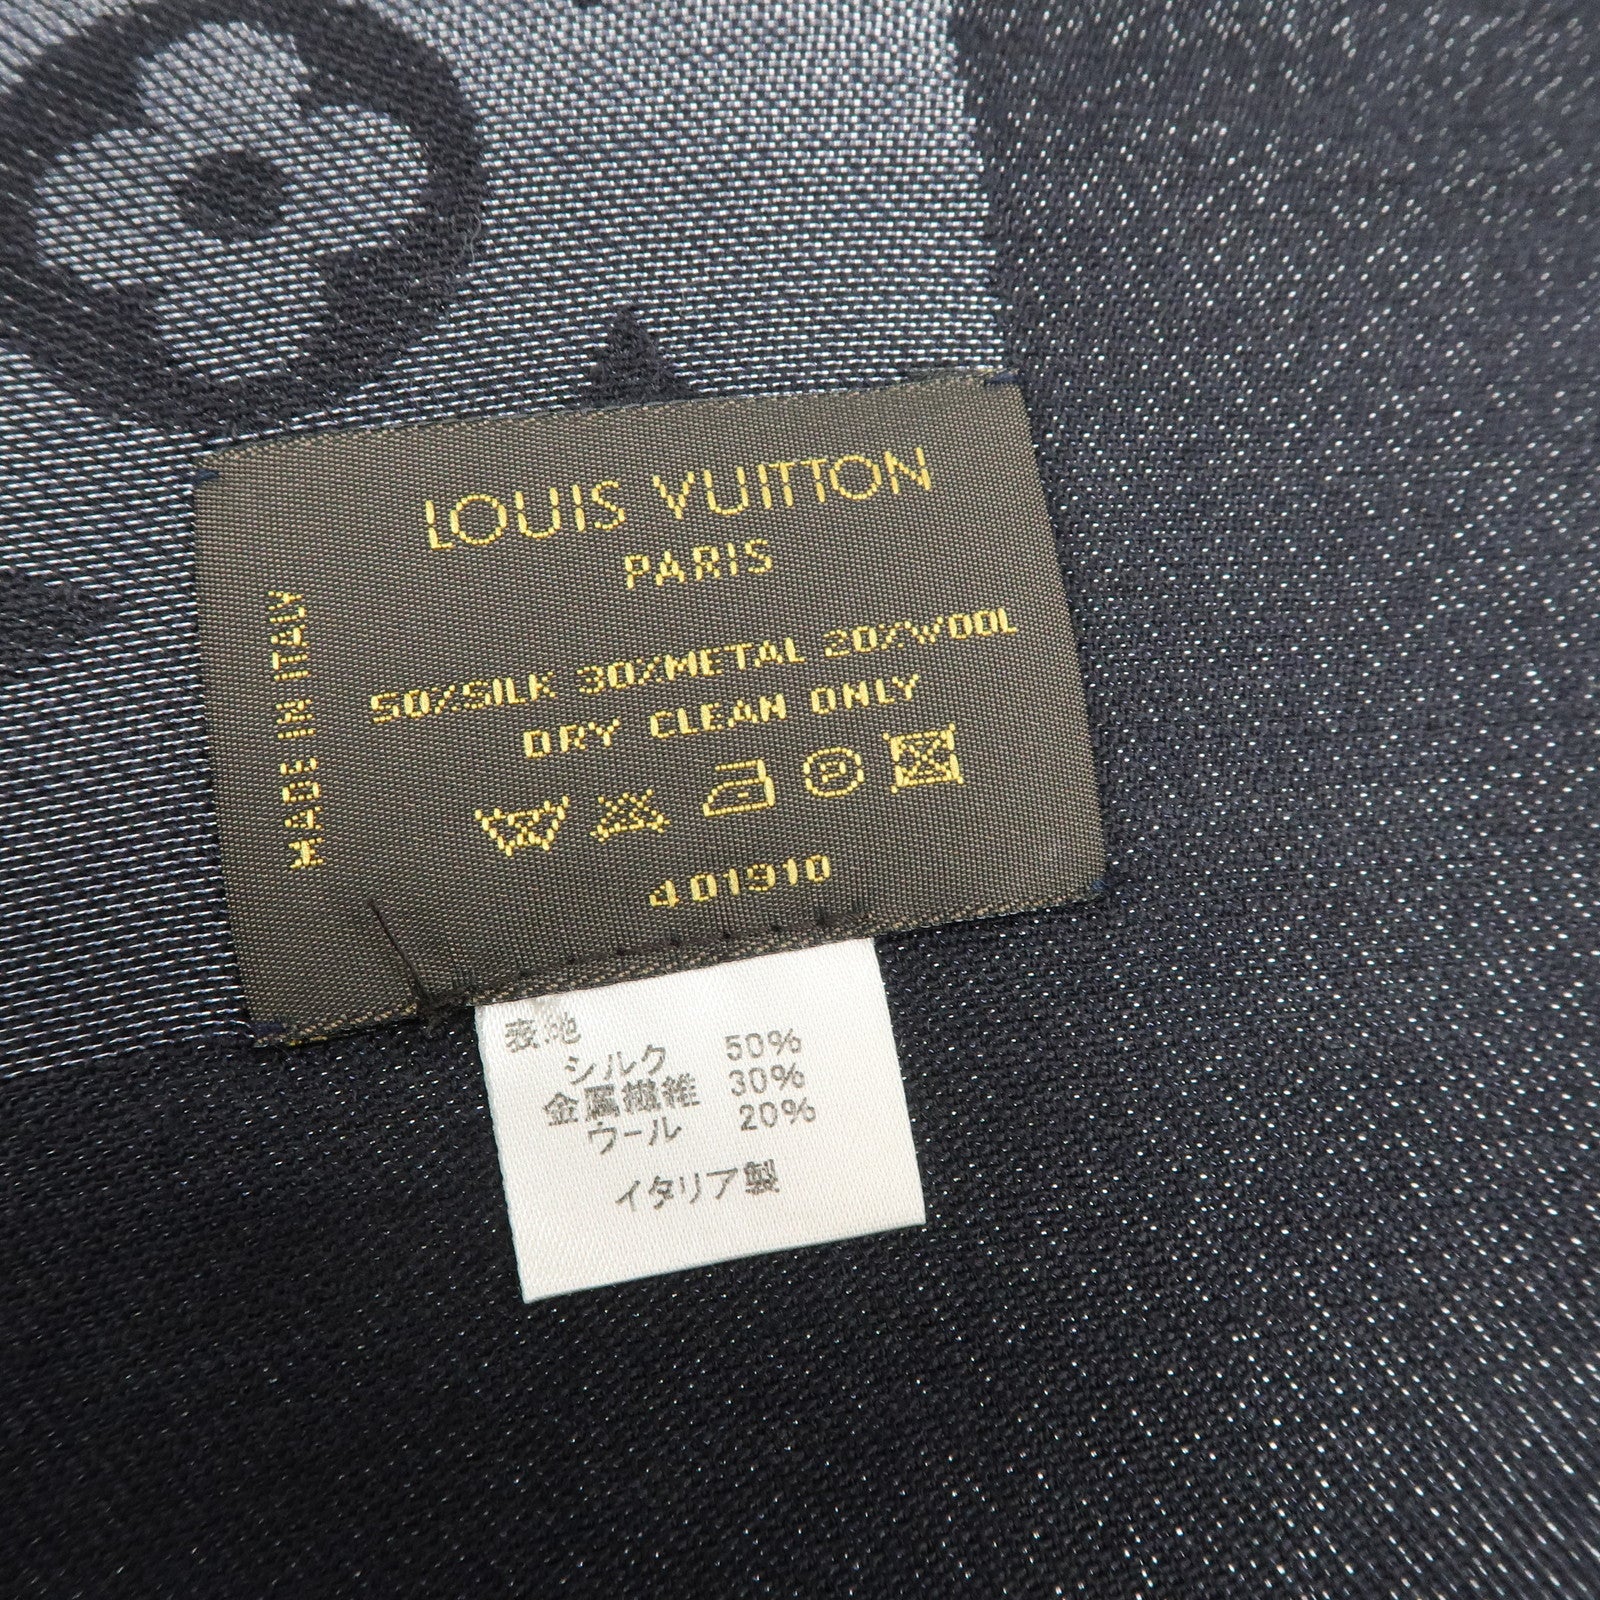 LOUIS VUITTON
PARIS
50%SILK 30%METAL 20%WOOL
DRY CLEAN ONLY
P
401910
MADE IN ITALY
表地
シルク 50%
金属繊維 30%
ウール 20%
イタリア製